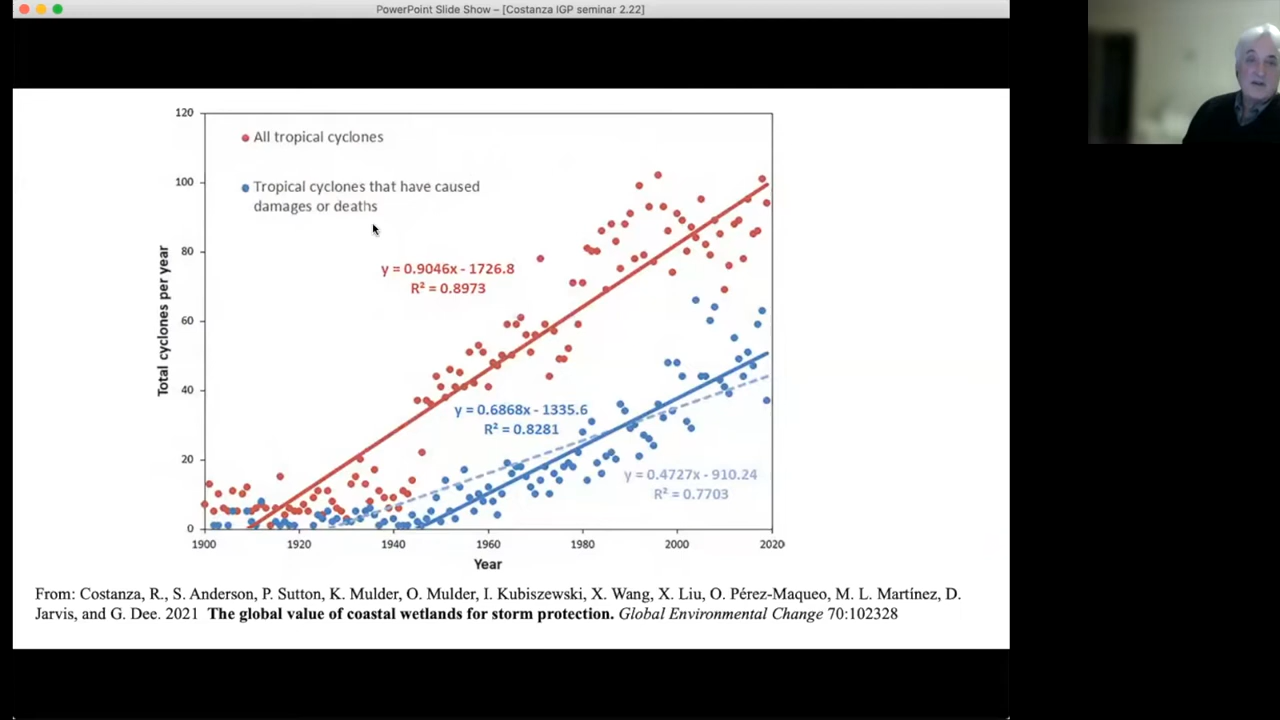 PowerPoint Slide Show – [Costanza IGP seminar 2.22]
120
100
80
60
40
20
0
Total cyclones per year
All tropical cyclones
Tropical cyclones that have caused
damages or deaths
y = 0.9046x - 1726.8
R² = 0.8973
y = 0.6868x - 1335.6
R² = 0.8281
y = 0.4727x - 910.24
R² = 0.7703
1900 1920 1940 1960 1980 2000 2020
Year
From: Costanza, R., S. Anderson, P. Sutton, K. Mulder, O. Mulder, I. Kubiszewski, X. Wang, X. Liu, O. Pérez-Maqueo, M. L. Martínez, D.
Jarvis, and G. Dee. 2021 The global value of coastal wetlands for storm protection. Global Environmental Change 70:102328